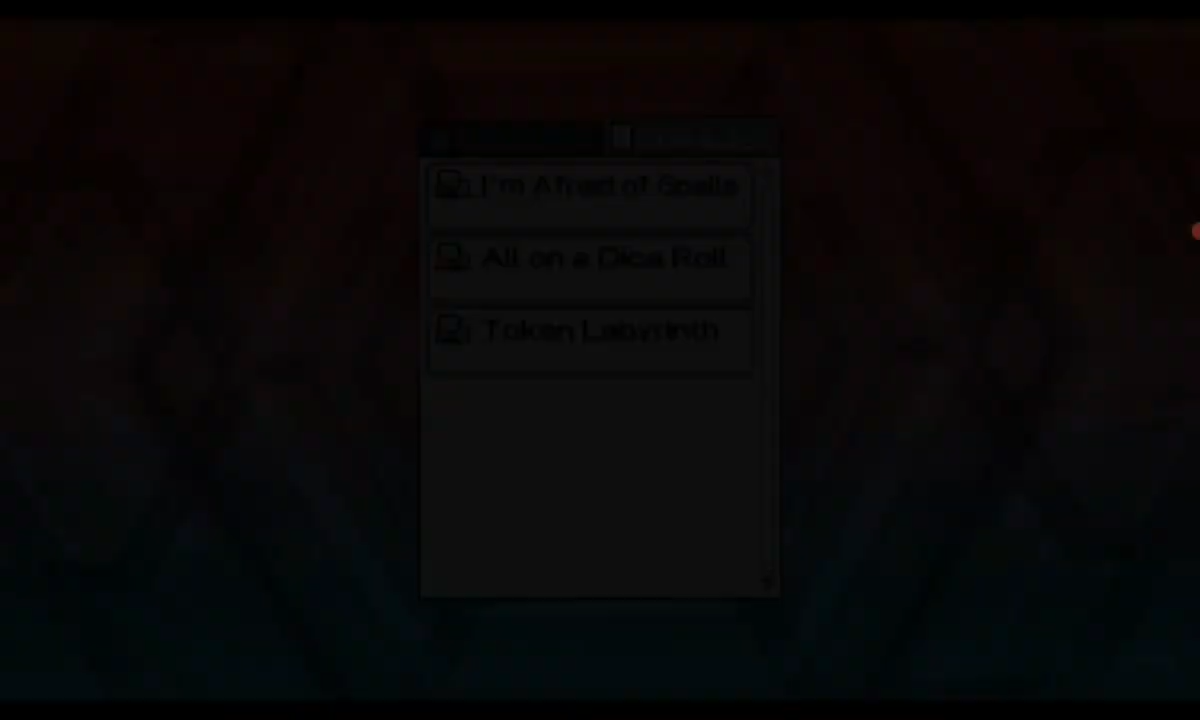 I'm Afraid of Spells
All on a Dice Roll
Token Labyrinth